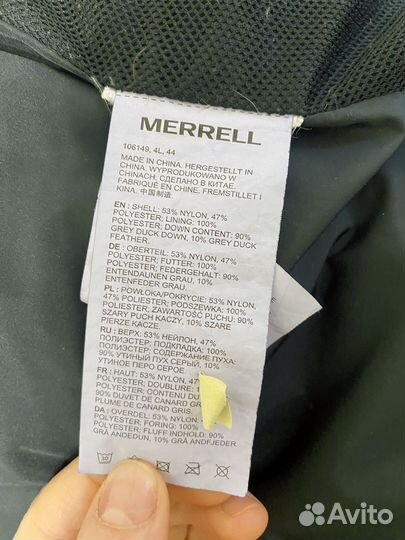 MERRELL
106149, 4L, 44
MADE IN CHINA. HERGESTELLT IN
CHINA. WYPRODUKOWANO W
CHINACH. СДЕЛАНО В КИТАЕ.
FABRIQUÉ EN CHINE. FREMSTILLET I
KINA. 中国制造
EN : SHELL: 53% NYLON, 47%
POLYESTER; LINING: 100%
POLYESTER; DOWN CONTENT: 90%
GREY DUCK DOWN, 10% GREY DUCK
FEATHER.
DE : OBERTEIL: 53% NYLON, 47%
POLYESTER; FUTTER: 100%
POLYESTER; FEDERGEHALT: 90%
ENTENDAUNEN GRAU, 10%
ENTENFEDER GRAU.
PL : POWŁOKA/POKRYCIE: 53% NYLON,
47% POLIESTER; PODSZEWKA: 100%
POLIESTER; ZAWARTOŚĆ PUCHU: 90%
SZARY PUCH KACZY, 10% SZARE
PIERZE KACZE.
RU : ВЕРХ: 53% НЕЙЛОН, 47%
ПОЛИЭСТЕР; ПОДКЛАДКА: 100%
ПОЛИЭСТЕР; СОДЕРЖАНИЕ ПУХА:
90% УТИНЫЙ ПУХ СЕРЫЙ, 10%
УТИНОЕ ПЕРО СЕРОЕ.
FR : HAUT: 53% NYLON, 47%
POLYESTER; DOUBLURE: 100%
POLYESTER; CONTENU DU
90% DUVET DE CANARD GRIS,
PLUME DE CANARD GRIS.
DA : OVERDEL: 53% NYLON, 47%
POLYESTER; FORING: 100%
POLYESTER; FLUFF INDHOLD: 90%
GRÅ ANDEDUN, 10% GRÅ ANDFJEDER
30
Avito